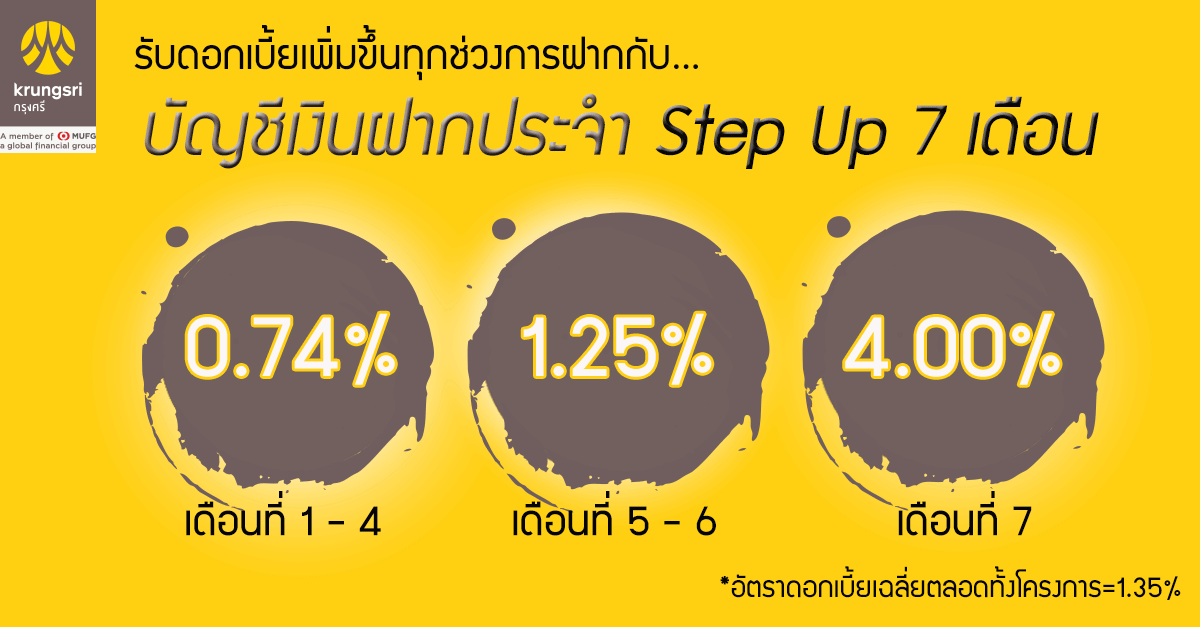 krungsri
กรุงศรี
A member of MUFG
a global financial group
รับดอกเบี้ยเพิ่มขึ้นทุกช่วงการฝากกับ...
บัญชีเงินฝากประจำ Step Up 7 เดือน
0.74% 1.25% 4.00%
เดือนที่ 1 - 4 เดือนที่ 5 - 6 เดือนที่ 7
*อัตราดอกเบี้ยเฉลี่ยตลอดทั้งโครงการ=1.35%